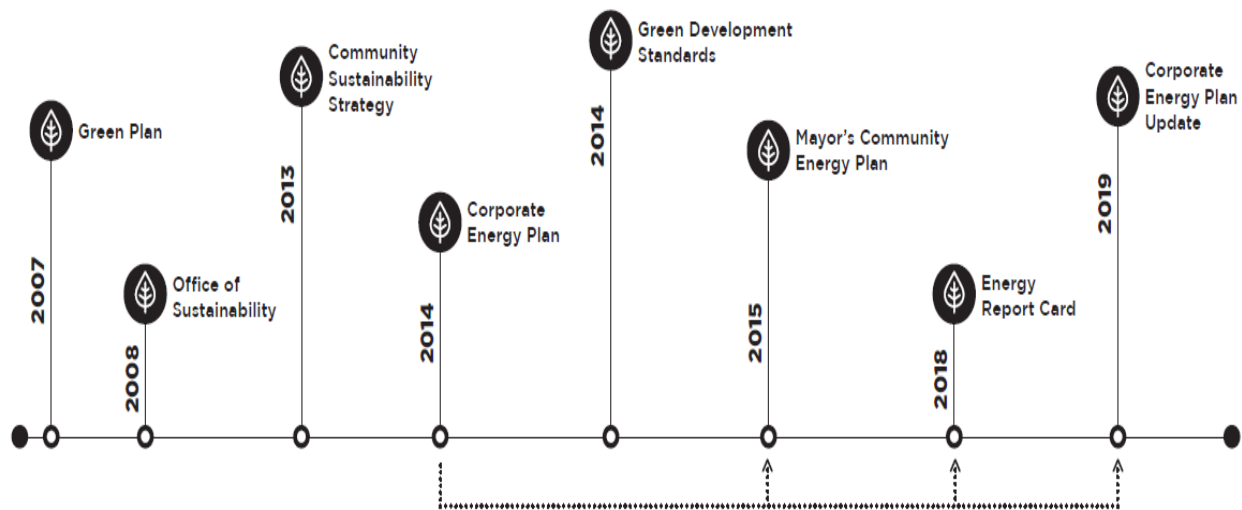 2007
Green Plan
2008
Office of
Sustainability
2013
Community
Sustainability
Strategy
2014
Corporate
Energy Plan
2014
Green Development
Standards
2015
Mayor's Community
Energy Plan
2018
Energy
Report Card
2019
Corporate
Energy Plan
Update